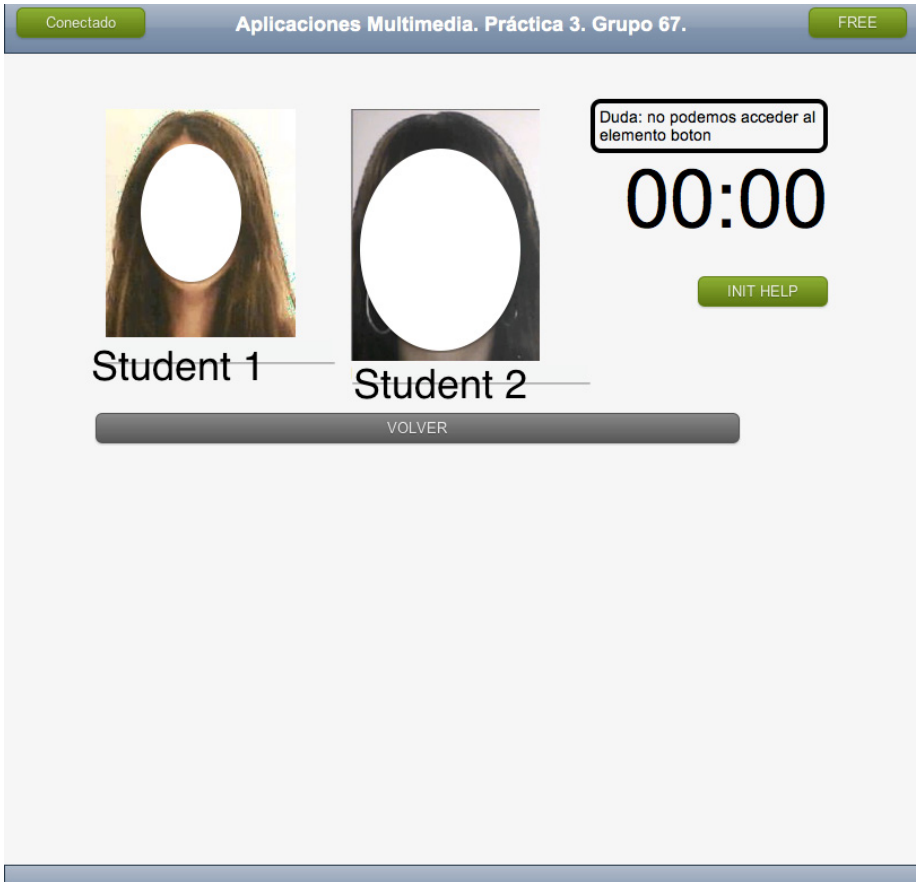 Conectado
Aplicaciones Multimedia. Práctica 3. Grupo 67.
FREE
Duda: no podemos acceder al
elemento boton
00:00
INIT HELP
Student 1
Student 2
VOLVER